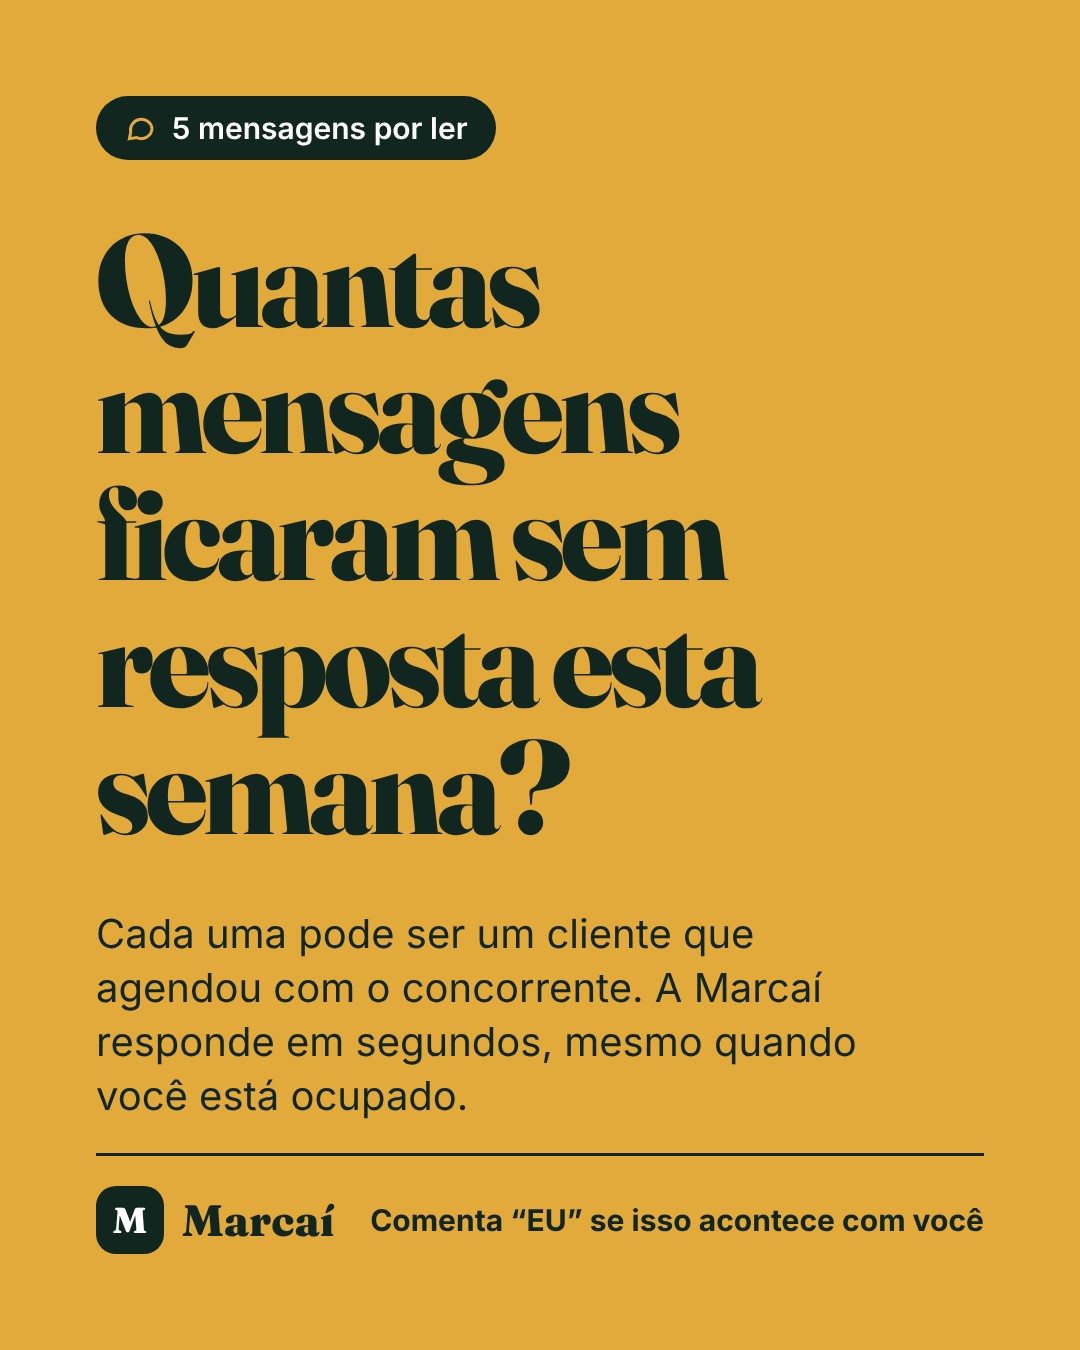 5 mensagens por ler
Quantas
mensagens
ficaram sem
resposta esta
semana?
Cada uma pode ser um cliente que
agendou com o concorrente. A Marcaí
responde em segundos, mesmo quando
você está ocupado.
M Marcaí Comenta “EU” se isso acontece com você